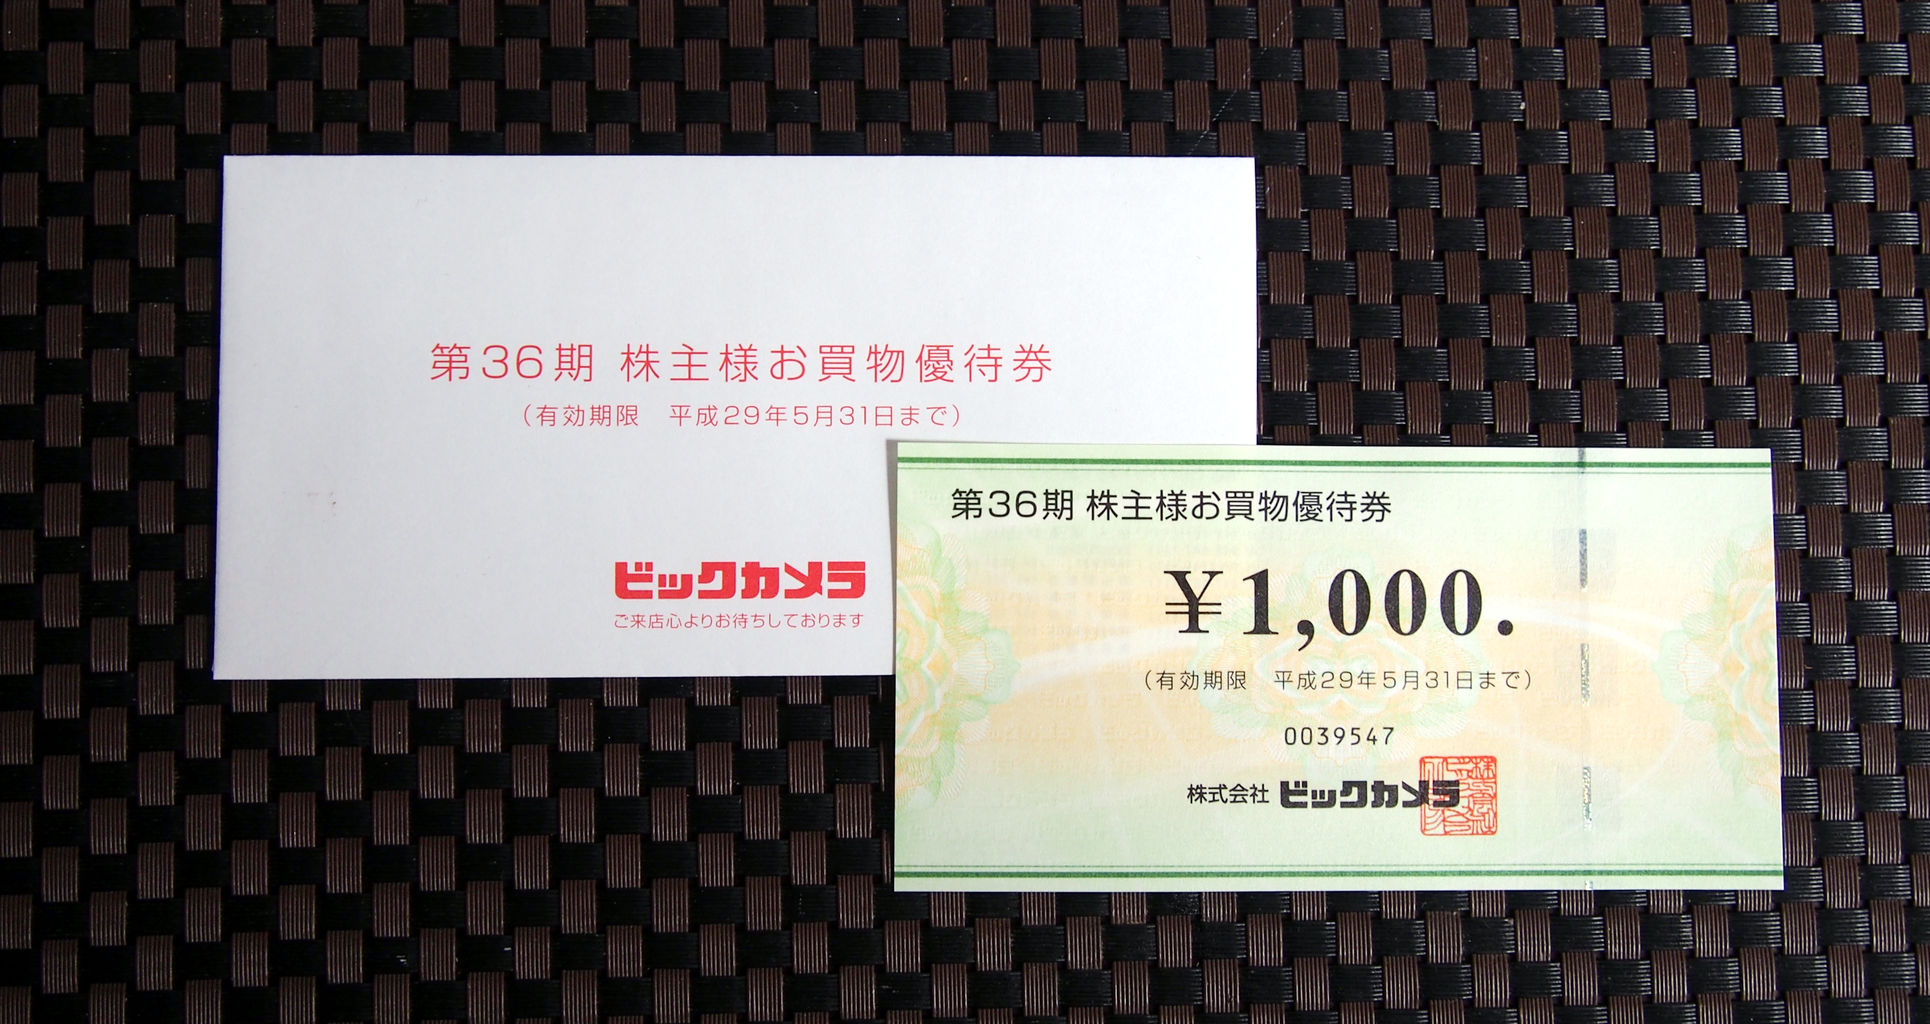 第36期 株主様お買物優待券
(有効期限　平成29年5月31日まで)
ビックカメラ
ご来店心よりお待ちしております
第36期 株主様お買物優待券
¥1,000.
(有効期限　平成29年5月31日まで)
0039547
株式会社 ビックカメラ